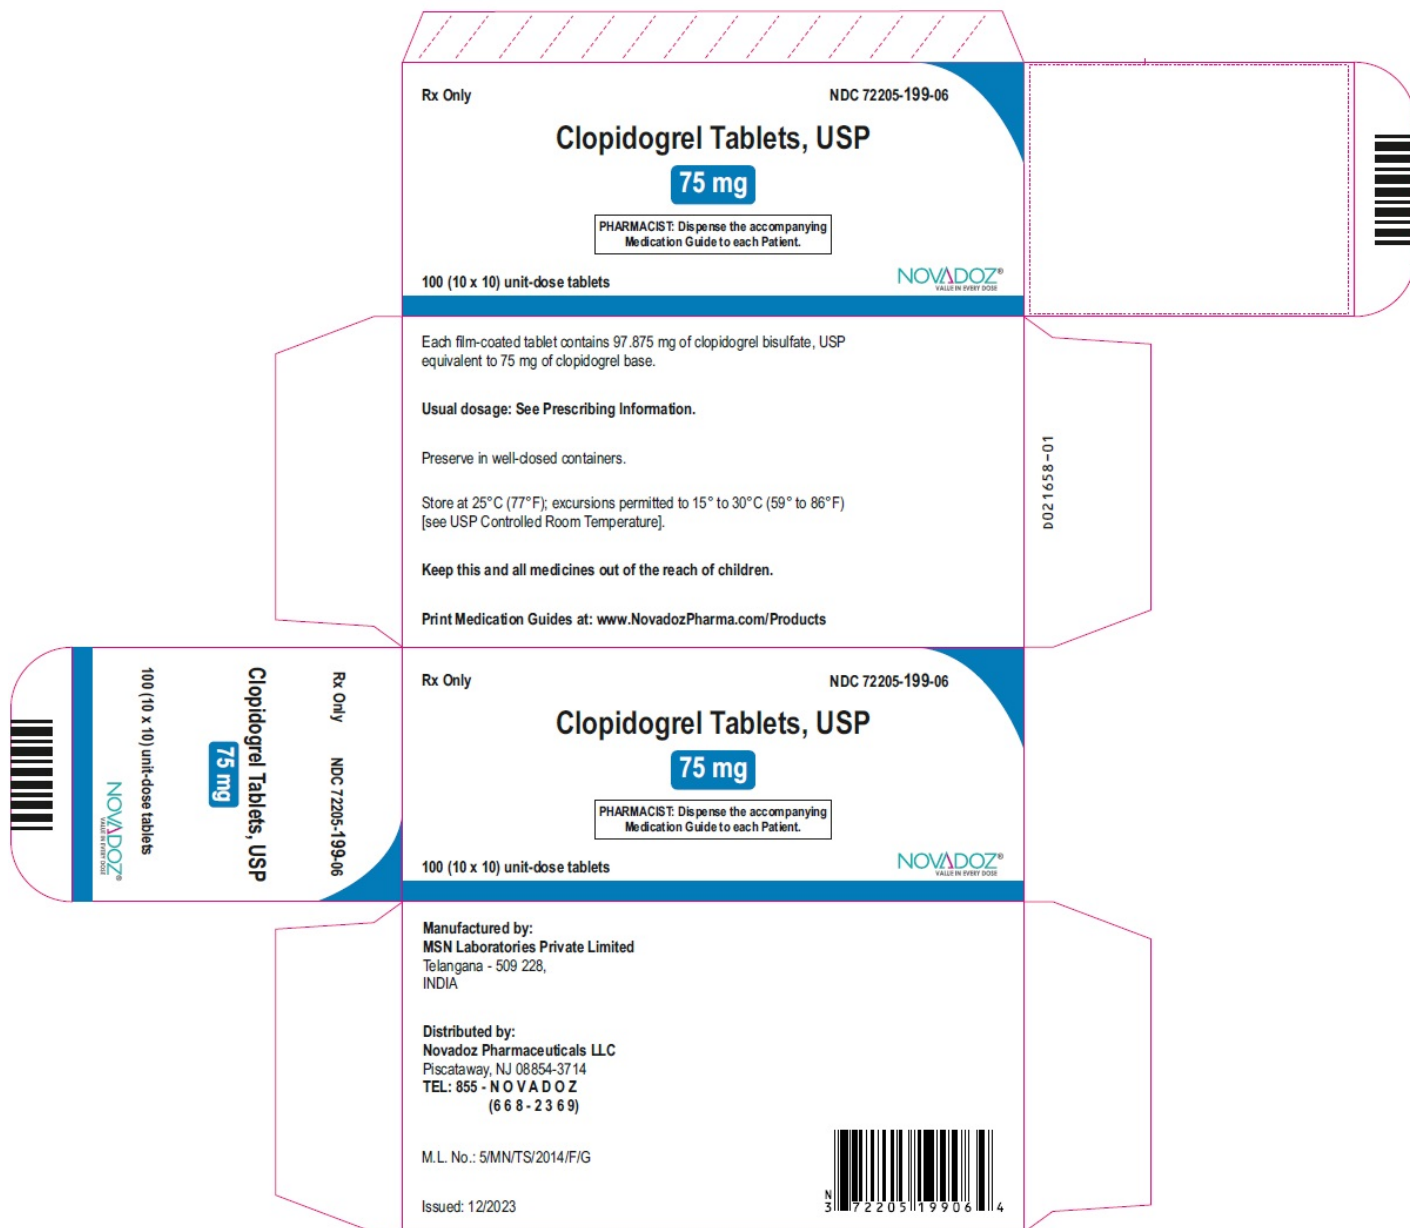 Rx Only
NDC 72205-199-06
Clopidogrel Tablets, USP
75 mg
PHARMACIST: Dispense the accompanying
Medication Guide to each Patient.
100 (10 x 10) unit-dose tablets
NOVADOZ®
VALUE IN EVERY DOSE
Each film-coated tablet contains 97.875 mg of clopidogrel bisulfate, USP
equivalent to 75 mg of clopidogrel base.
Usual dosage: See Prescribing Information.
Preserve in well-closed containers.
Store at 25°C (77°F); excursions permitted to 15° to 30°C (59° to 86°F)
[see USP Controlled Room Temperature].
Keep this and all medicines out of the reach of children.
Print Medication Guides at: www.NovadozPharma.com/Products
D021658-01
Rx Only NDC 72205-199-06
Clopidogrel Tablets, USP
75 mg
100 (10 x 10) unit-dose tablets
NOVADOZ®
VALUE IN EVERY DOSE
Rx Only
NDC 72205-199-06
Clopidogrel Tablets, USP
75 mg
PHARMACIST: Dispense the accompanying
Medication Guide to each Patient.
100 (10 x 10) unit-dose tablets
NOVADOZ®
VALUE IN EVERY DOSE
Manufactured by:
MSN Laboratories Private Limited
Telangana - 509 228,
INDIA
Distributed by:
Novadoz Pharmaceuticals LLC
Piscataway, NJ 08854-3714
TEL: 855 - N O V A D O Z
(6 6 8 - 2 3 6 9)
M.L. No.: 5/MN/TS/2014/F/G
Issued: 12/2023
N
3 72205 19906 4